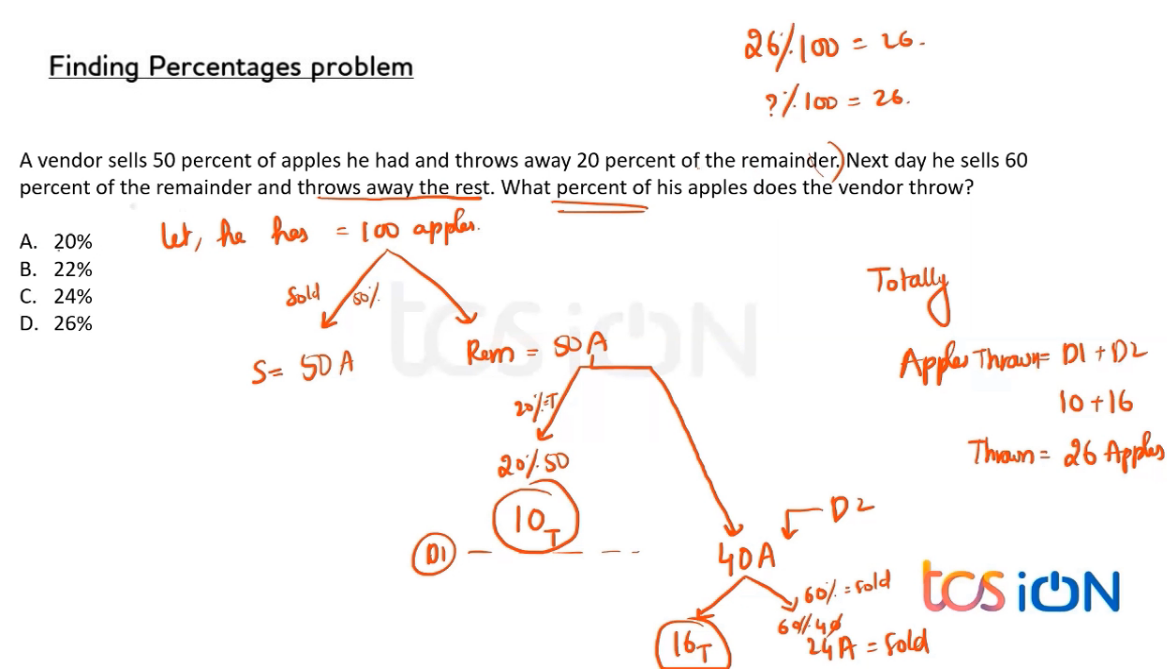 26% 100 = 26.
Finding Percentages problem
?% 100 = 26.
A vendor sells 50 percent of apples he had and throws away 20 percent of the remainder. Next day he sells 60
percent of the remainder and throws away the rest. What percent of his apples does the vendor throw?
let, he has = 100 apples.
A. 20%
B. 22%
C. 24%
D. 26%
Sold 50%
Totally
tcs iON
S = 50 A
Rem = 50 A
Apples Thrown = D1 + D2
20% = T
10 + 16
20% 50
Thrown = 26 Apples
10 T
D2
D1
40 A
tcs iON
60% = sold
60% 40
16 T
24 A = sold